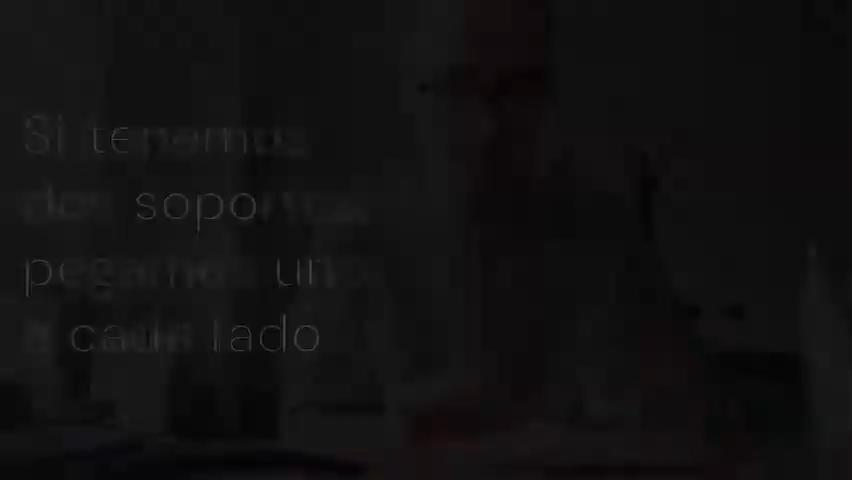 Si tenemos
dos soportes,
pegamos uno
a cada lado